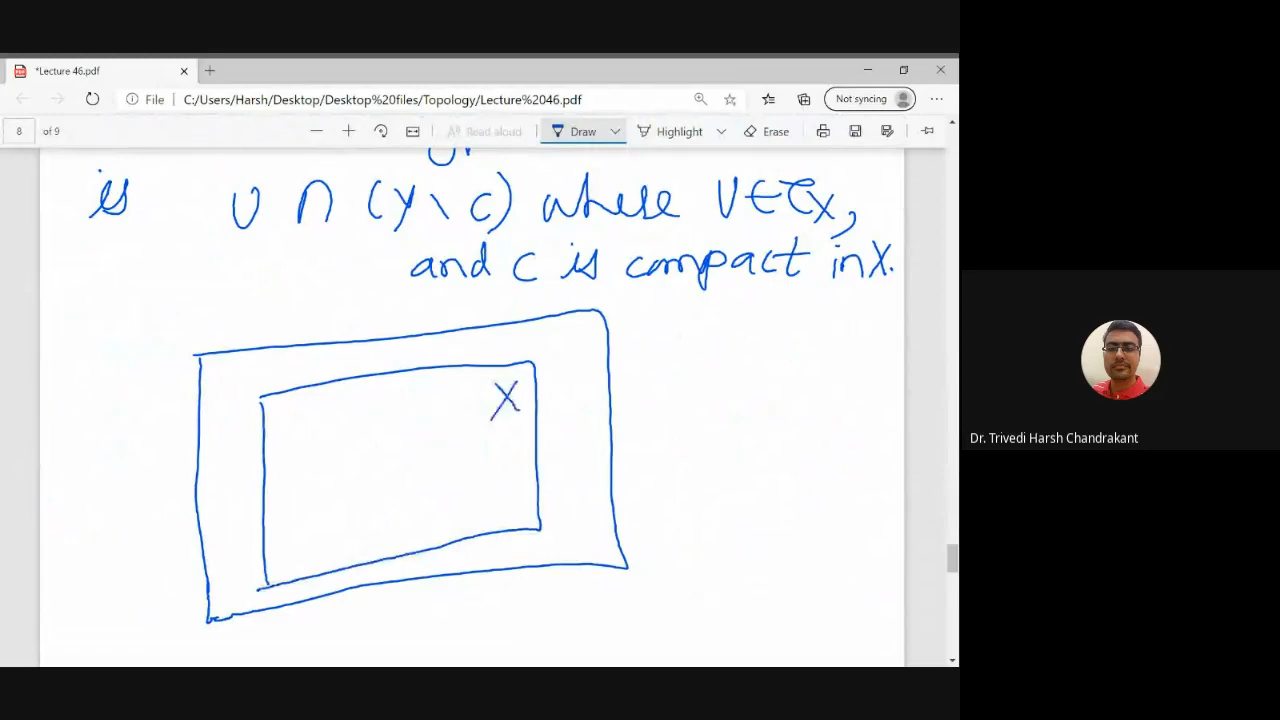 *Lecture 46.pdf
File
C:/Users/Harsh/Desktop/Desktop%20files/Topology/Lecture%2046.pdf
Not syncing
8 of 9
Read aloud
Draw
Highlight
Erase
is U ∩ (Y \ C) where U ∈ τ_X,
and C is compact in X.
X
Dr. Trivedi Harsh Chandrakant